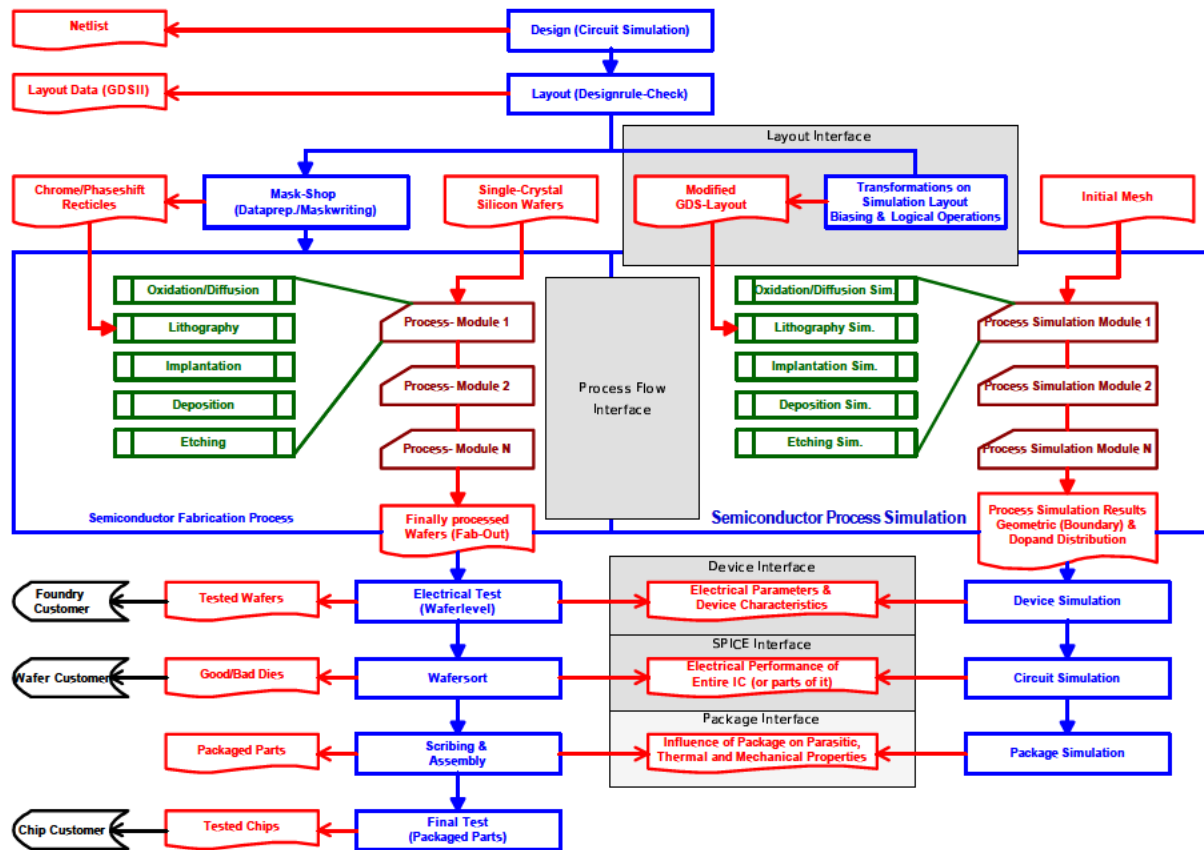 Netlist
Design (Circuit Simulation)
Layout Data (GDSII)
Layout (Designrule-Check)
Layout Interface
Chrome/Phaseshift
Recticles
Mask-Shop
(Dataprep./Maskwriting)
Single-Crystal
Silicon Wafers
Modified
GDS-Layout
Transformations on
Simulation Layout
Biasing & Logical Operations
Initial Mesh
Oxidation/Diffusion
Lithography
Implantation
Deposition
Etching
Process- Module 1
Process- Module 2
Process- Module N
Process Flow
Interface
Oxidation/Diffusion Sim.
Lithography Sim.
Implantation Sim.
Deposition Sim.
Etching Sim.
Process Simulation Module 1
Process Simulation Module 2
Process Simulation Module N
Semiconductor Fabrication Process
Finally processed
Wafers (Fab-Out)
Semiconductor Process Simulation
Process Simulation Results
Geometric (Boundary) &
Dopand Distribution
Foundry
Customer
Tested Wafers
Electrical Test
(Waferlevel)
Device Interface
Electrical Parameters &
Device Characteristics
Device Simulation
Wafer Customer
Good/Bad Dies
Wafersort
SPICE Interface
Electrical Performance of
Entire IC (or parts of it)
Circuit Simulation
Packaged Parts
Scribing &
Assembly
Package Interface
Influence of Package on Parasitic,
Thermal and Mechanical Properties
Package Simulation
Chip Customer
Tested Chips
Final Test
(Packaged Parts)